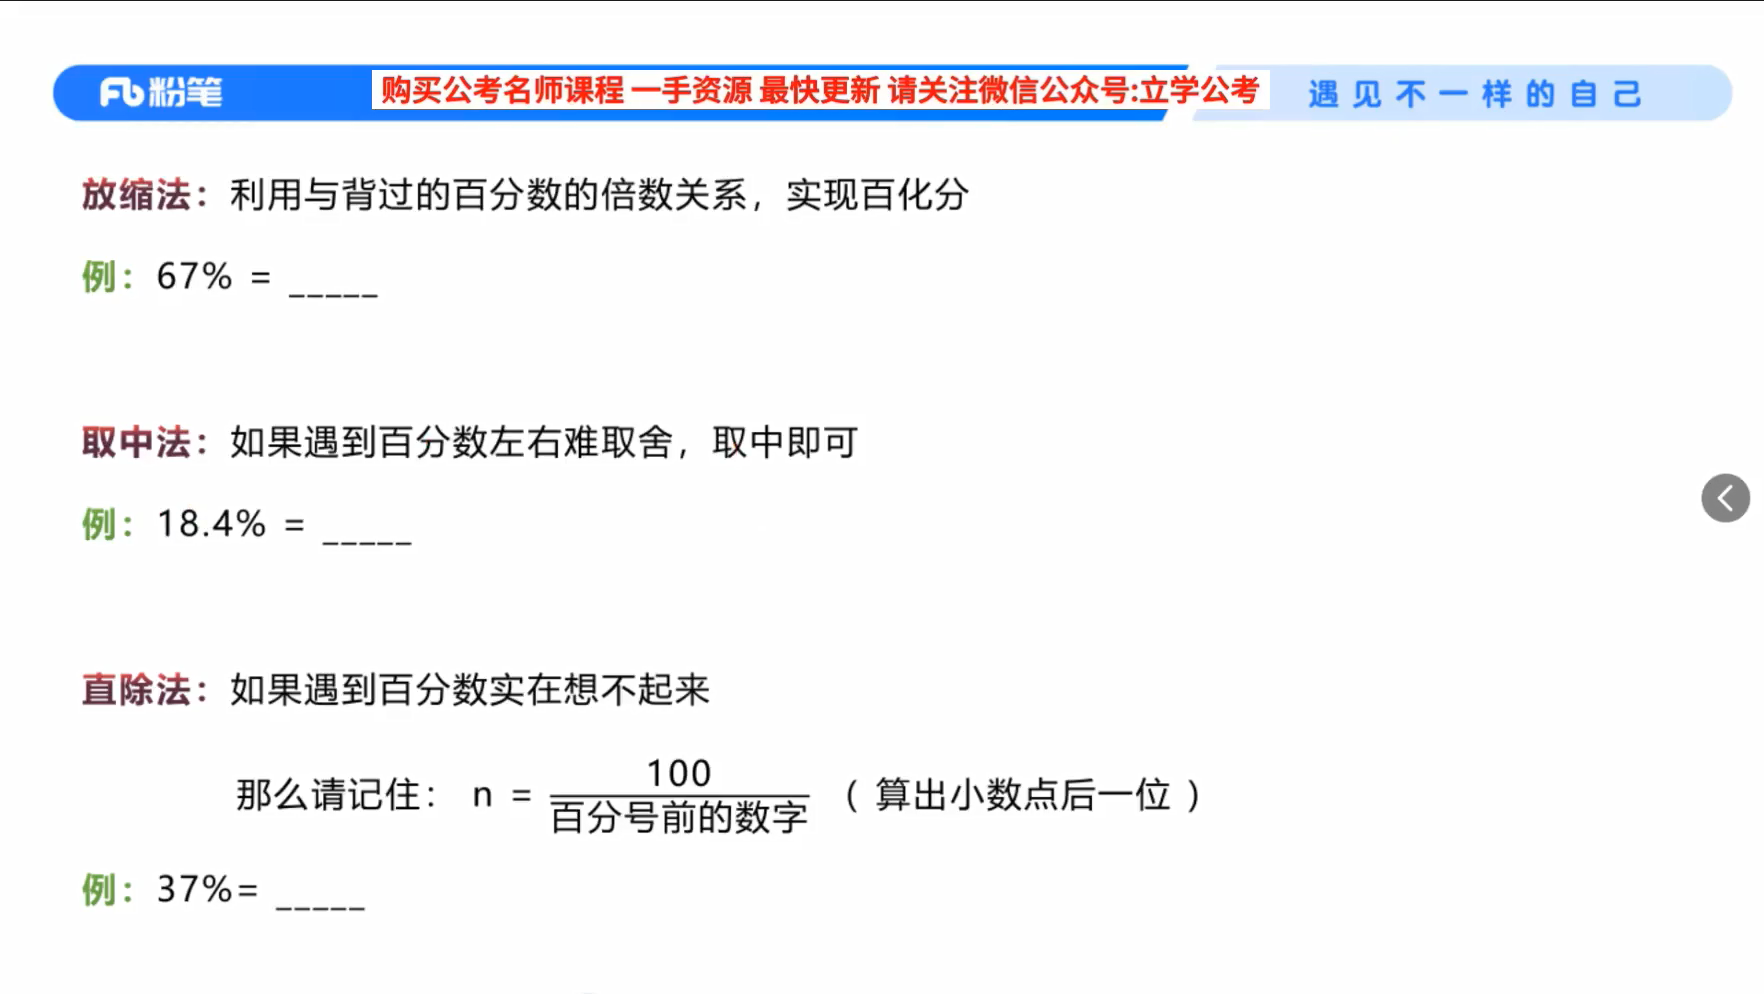 粉笔
购买公考名师课程 一手资源 最快更新 请关注微信公众号:立学公考
遇见不一样的自己
放缩法：利用与背过的百分数的倍数关系，实现百化分
例：67% = _____
取中法：如果遇到百分数左右难取舍，取中即可
例：18.4% = _____
直除法：如果遇到百分数实在想不起来
那么请记住： n = 100/百分号前的数字 （ 算出小数点后一位 ）
例：37%= _____